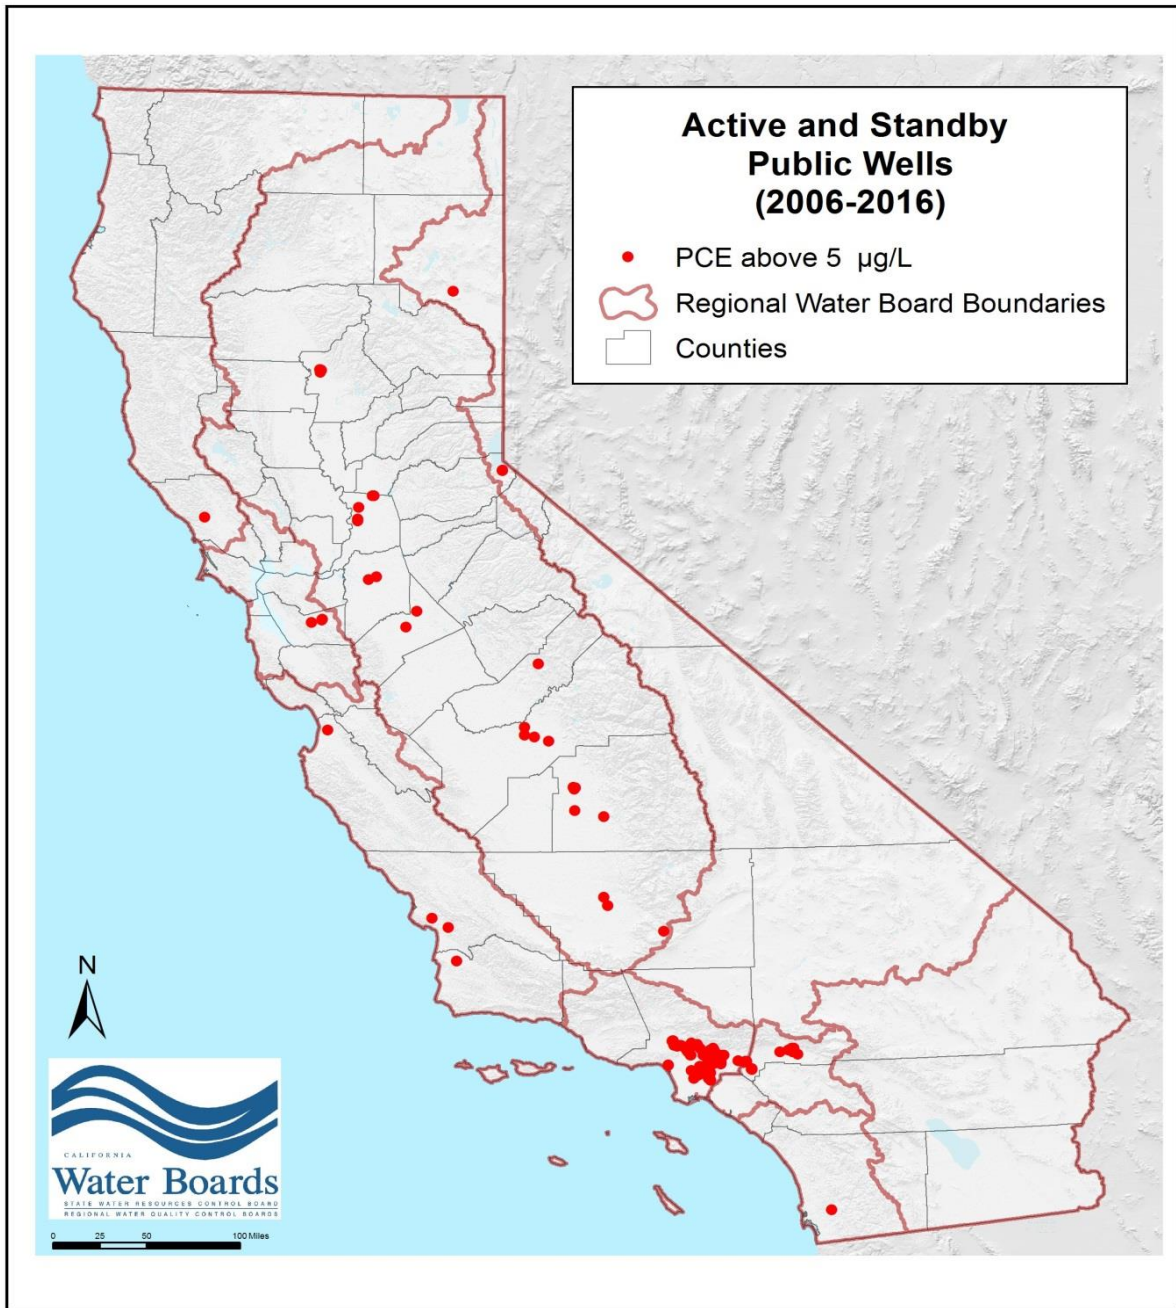 Active and Standby
Public Wells
(2006-2016)
PCE above 5 µg/L
Regional Water Board Boundaries
Counties
N
CALIFORNIA
Water Boards
STATE WATER RESOURCES CONTROL BOARD
REGIONAL WATER QUALITY CONTROL BOARDS
0 25 50 100 Miles